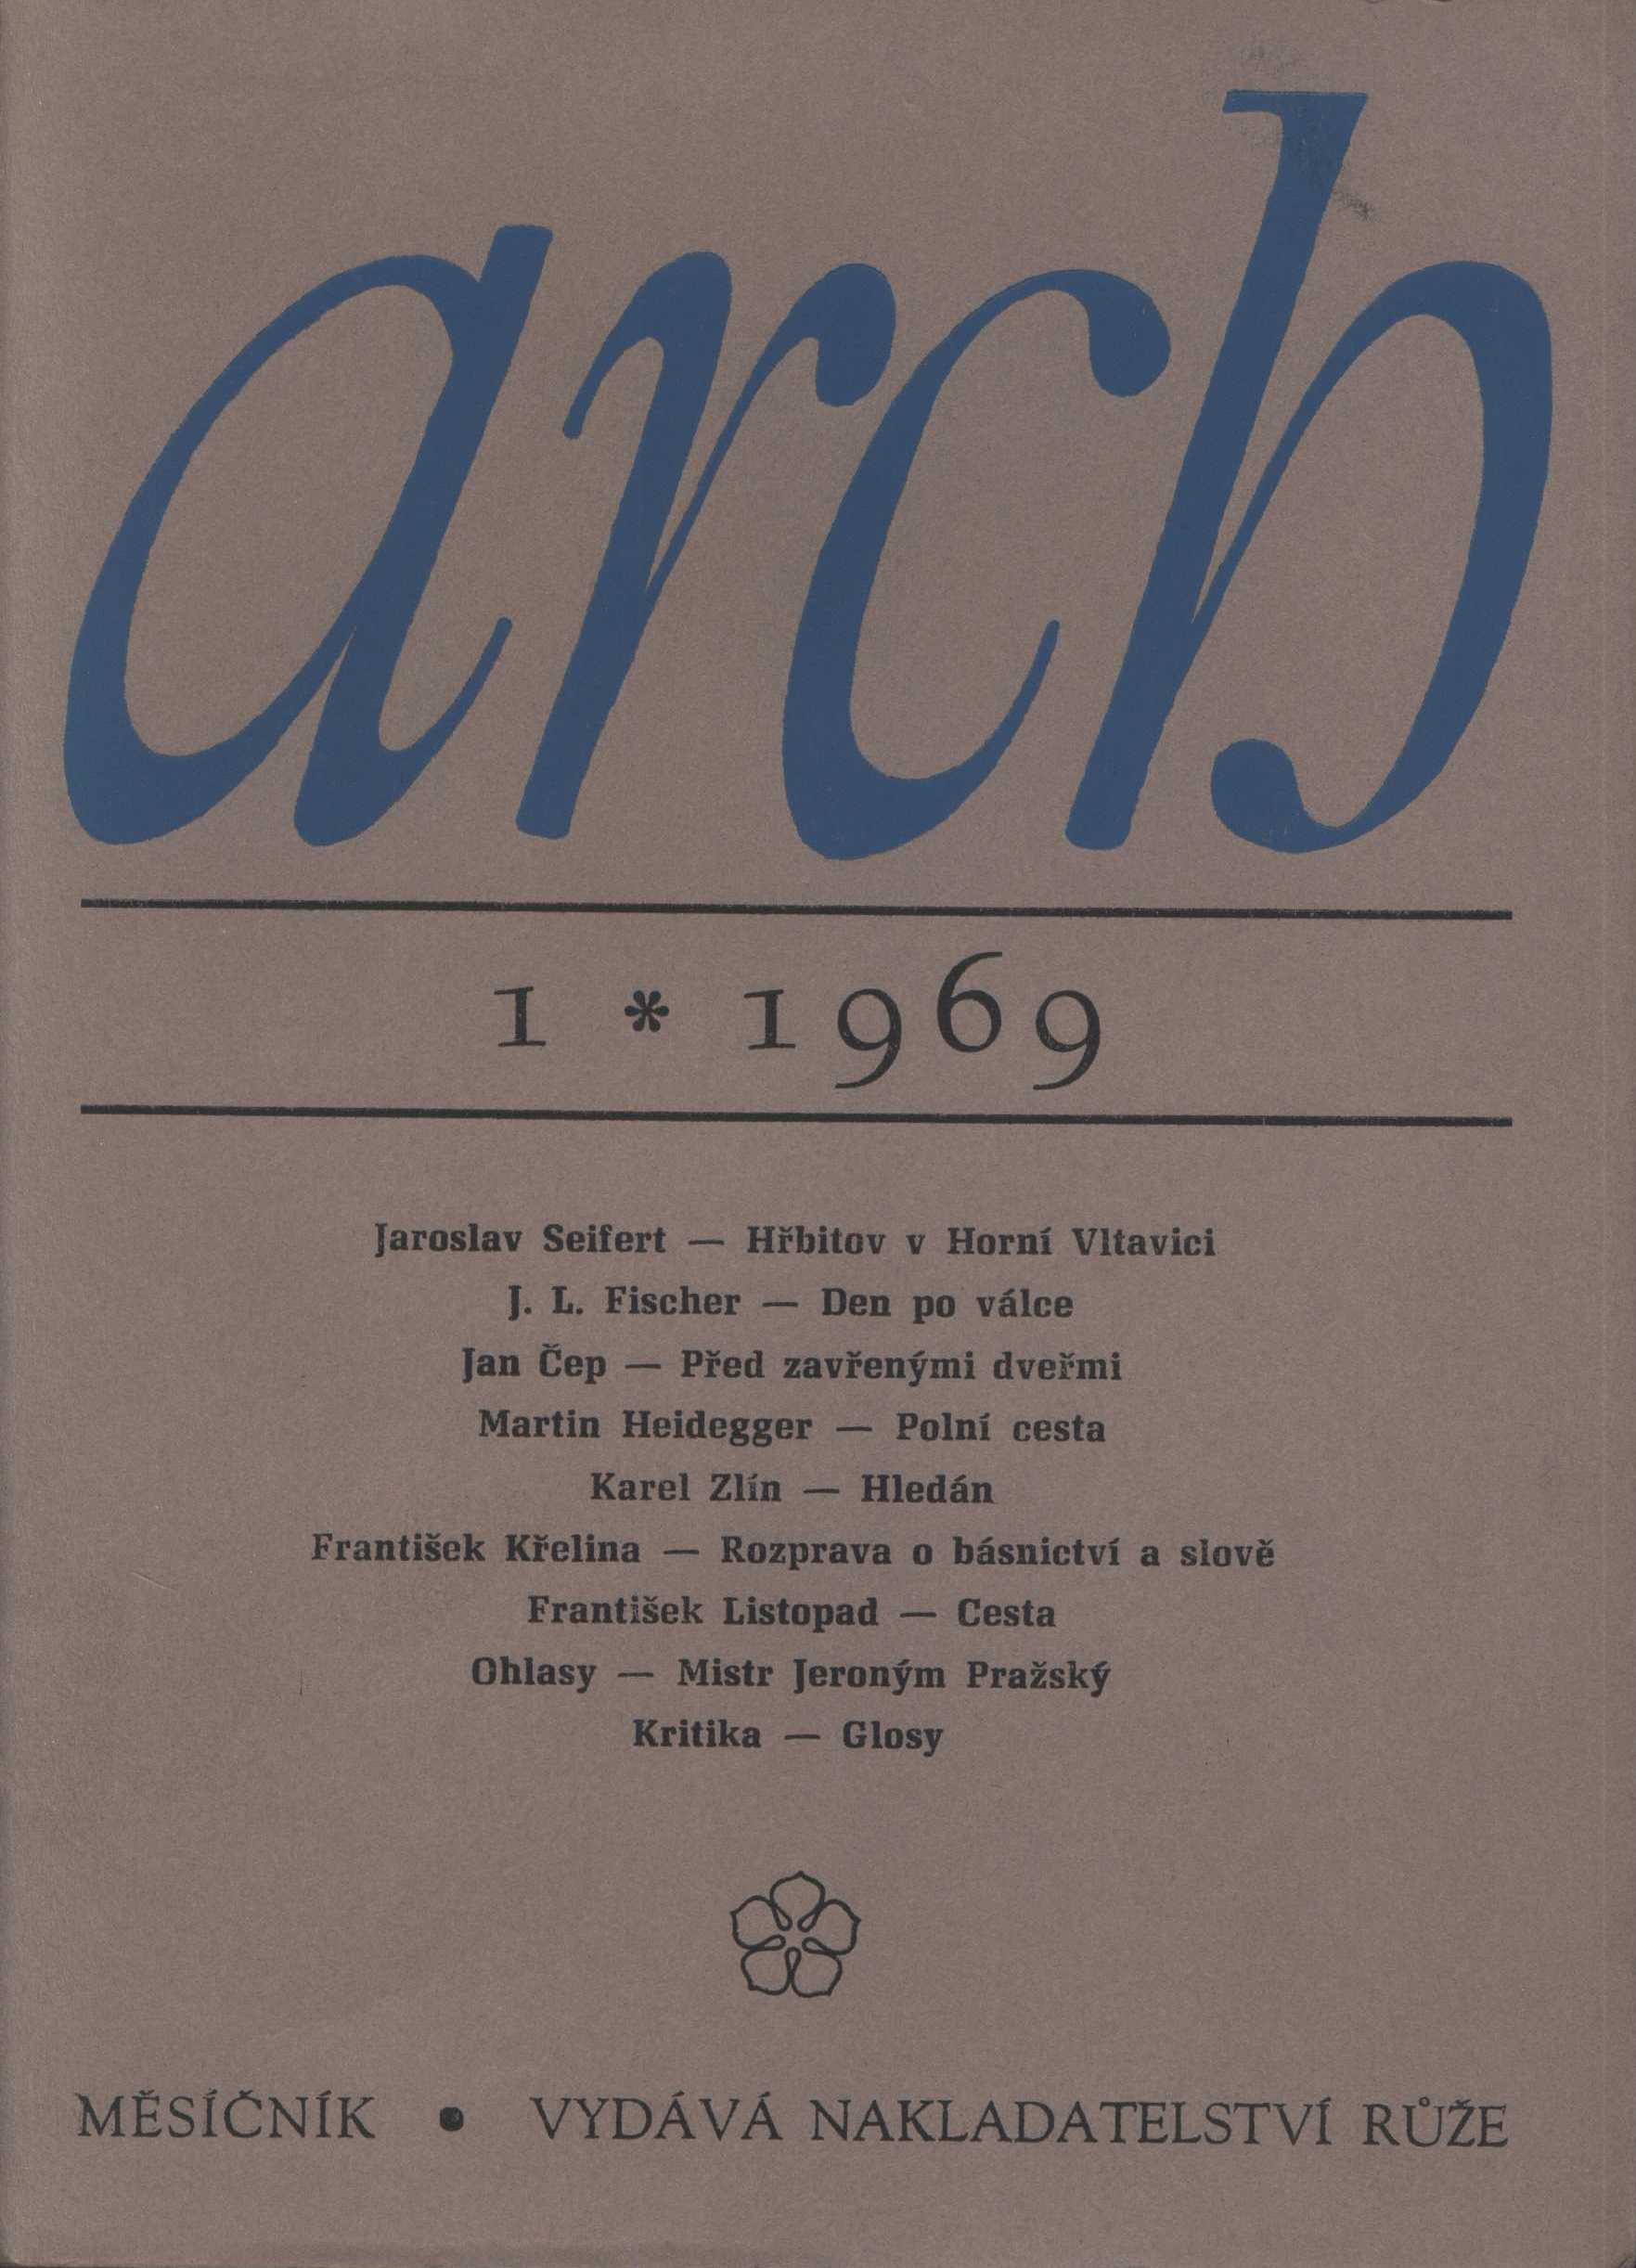 arch
1 * 1969
Jaroslav Seifert — Hřbitov v Horní Vltavici
J. L. Fischer — Den po válce
Jan Čep — Před zavřenými dveřmi
Martin Heidegger — Polní cesta
Karel Zlín — Hledán
František Křelina — Rozprava o básnictví a slově
František Listopad — Cesta
Ohlasy — Mistr Jeroným Pražský
Kritika — Glosy
MĚSÍČNÍK • VYDÁVÁ NAKLADATELSTVÍ RŮŽE